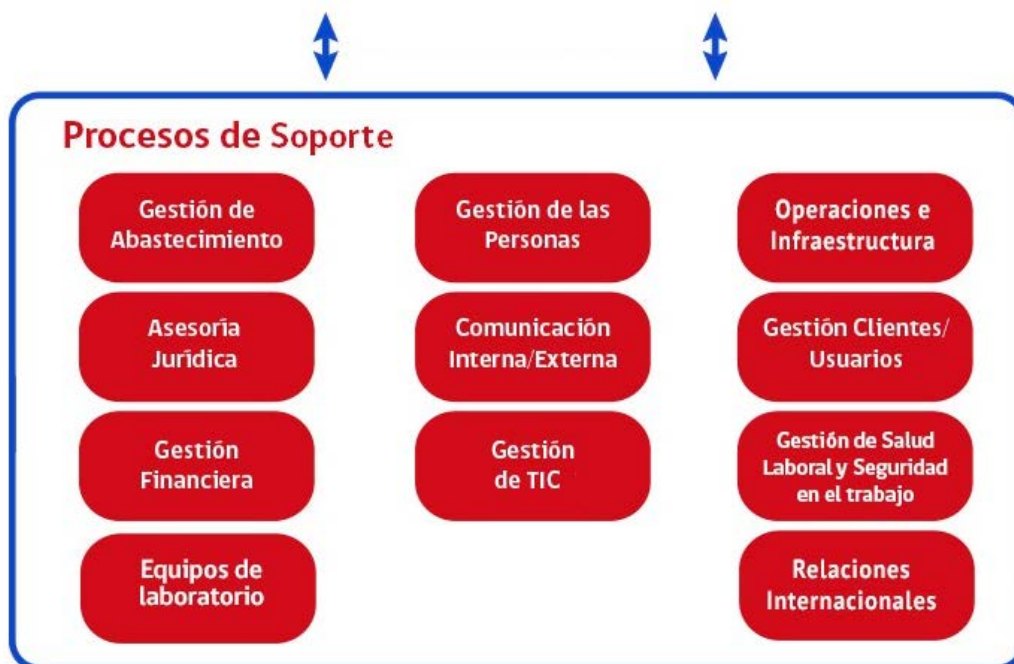 Procesos de Soporte
Gestión de
Abastecimiento
Gestión de las
Personas
Operaciones e
Infraestructura
Asesoría
Jurídica
Comunicación
Interna/Externa
Gestión Clientes/
Usuarios
Gestión
Financiera
Gestión
de TIC
Gestión de Salud
Laboral y Seguridad
en el trabajo
Equipos de
laboratorio
Relaciones
Internacionales